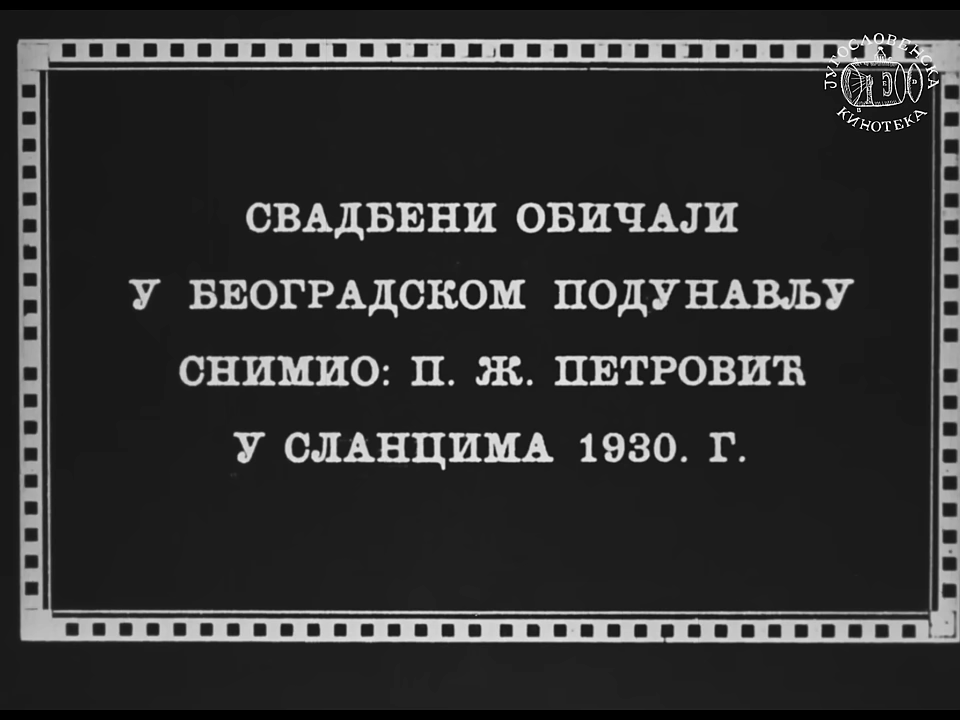 ЈУГОСЛОВЕНСКА
КИНОТЕКА
СВАДБЕНИ ОБИЧАЈИ
У БЕОГРАДСКОМ ПОДУНАВЉУ
СНИМИО: П. Ж. ПЕТРОВИЋ
У СЛАНЦИМА 1930. Г.